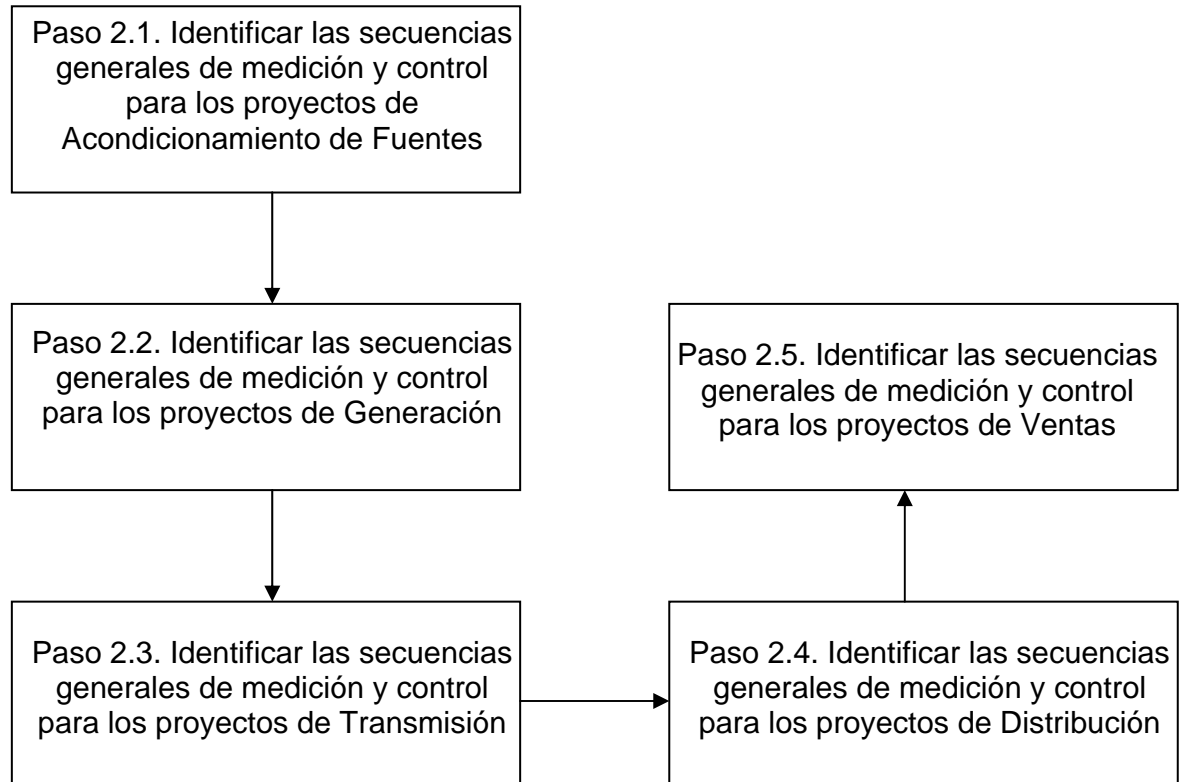 Paso 2.1. Identificar las secuencias
generales de medición y control
para los proyectos de
Acondicionamiento de Fuentes
Paso 2.2. Identificar las secuencias
generales de medición y control
para los proyectos de Generación
Paso 2.3. Identificar las secuencias
generales de medición y control
para los proyectos de Transmisión
Paso 2.4. Identificar las secuencias
generales de medición y control
para los proyectos de Distribución
Paso 2.5. Identificar las secuencias
generales de medición y control
para los proyectos de Ventas